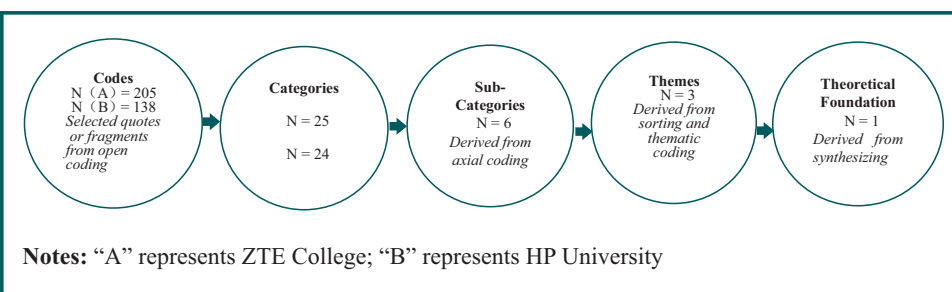 Codes
N（A）= 205
N（B）= 138
Selected quotes
or fragments
from open
coding
Categories
N = 25
N = 24
Sub-
Categories
N = 6
Derived from
axial coding
Themes
N = 3
Derived from
sorting and
thematic
coding
Theoretical
Foundation
N = 1
Derived from
synthesizing
Notes: “A” represents ZTE College; “B” represents HP University